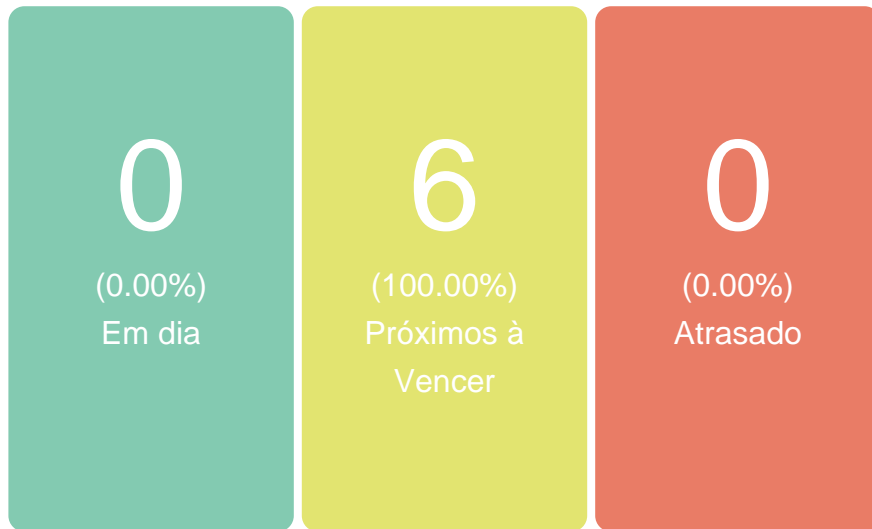 0
(0.00%)
Em dia
6
(100.00%)
Próximos à
Vencer
0
(0.00%)
Atrasado